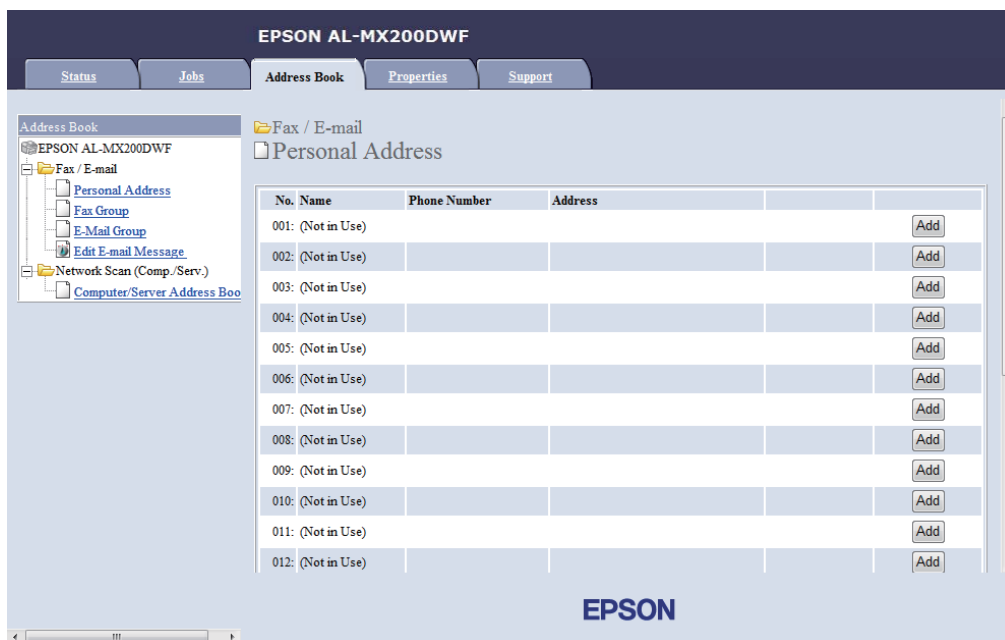 EPSON AL-MX200DWF
Status Jobs Address Book Properties Support
Address Book
EPSON AL-MX200DWF
Fax / E-mail
Personal Address
Fax Group
E-Mail Group
Edit E-mail Message
Network Scan (Comp./Serv.)
Computer/Server Address Boo
Fax / E-mail
Personal Address
No. Name Phone Number Address
001: (Not in Use) Add
002: (Not in Use) Add
003: (Not in Use) Add
004: (Not in Use) Add
005: (Not in Use) Add
006: (Not in Use) Add
007: (Not in Use) Add
008: (Not in Use) Add
009: (Not in Use) Add
010: (Not in Use) Add
011: (Not in Use) Add
012: (Not in Use) Add
EPSON